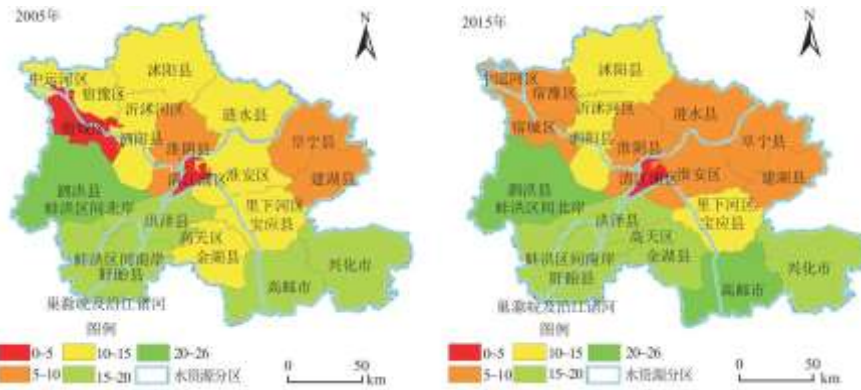 2005年
N
沭阳县
中运河区
宿豫区
沂沭河区
涟水县
泗阳县
淮阴县
阜宁县
淮安区
建湖县
泗洪县
蚌洪区间北岸
里下河区
洪泽县
宝应县
高天区
金湖县
蚌洪区间南岸
盱眙县
兴化市
高邮市
巢滁皖及沿江诸河
图例
0~5
10~15
20~26
5~10
15~20
水资源分区
0
50
km
2015年
N
沭阳县
中运河区
宿豫区
沂沭河区
涟水县
宿城区
泗阳县
淮阴县
阜宁县
淮安区
建湖县
泗洪县
蚌洪区间北岸
里下河区
洪泽县
宝应县
高天区
金湖县
蚌洪区间南岸
盱眙县
兴化市
高邮市
巢滁皖及沿江诸河
图例
0~5
10~15
20~26
5~10
15~20
水资源分区
0
50
km